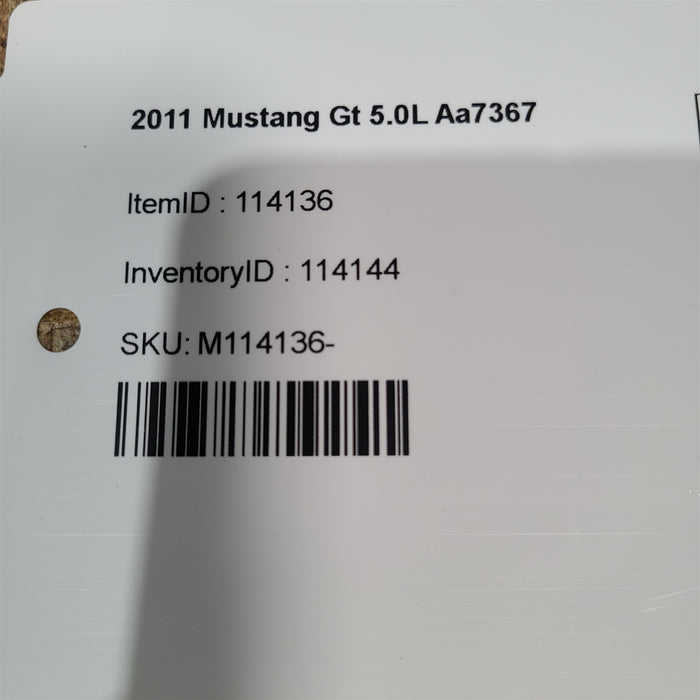 2011 Mustang Gt 5.0L Aa7367
ItemID : 114136
InventoryID : 114144
SKU: M114136-